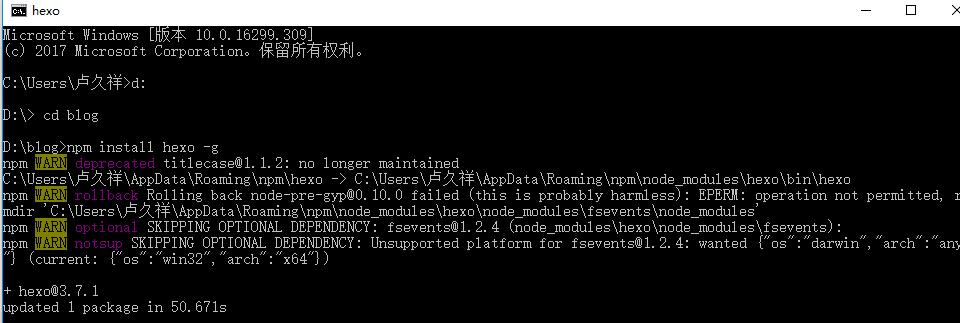 hexo
Microsoft Windows [版本 10.0.16299.309]
(c) 2017 Microsoft Corporation。保留所有权利。
C:\Users\卢久祥>d:
D:\> cd blog
D:\blog>npm install hexo -g
npm WARN deprecated titlecase@1.1.2: no longer maintained
C:\Users\卢久祥\AppData\Roaming\npm\hexo -> C:\Users\卢久祥\AppData\Roaming\npm\node_modules\hexo\bin\hexo
npm WARN rollback Rolling back node-pre-gyp@0.10.0 failed (this is probably harmless): EPERM: operation not permitted, r
mdir 'C:\Users\卢久祥\AppData\Roaming\npm\node_modules\hexo\node_modules\fsevents\node_modules'
npm WARN optional SKIPPING OPTIONAL DEPENDENCY: fsevents@1.2.4 (node_modules\hexo\node_modules\fsevents):
npm WARN notsup SKIPPING OPTIONAL DEPENDENCY: Unsupported platform for fsevents@1.2.4: wanted {"os":"darwin","arch":"any
"} (current: {"os":"win32","arch":"x64"})
+ hexo@3.7.1
updated 1 package in 50.671s